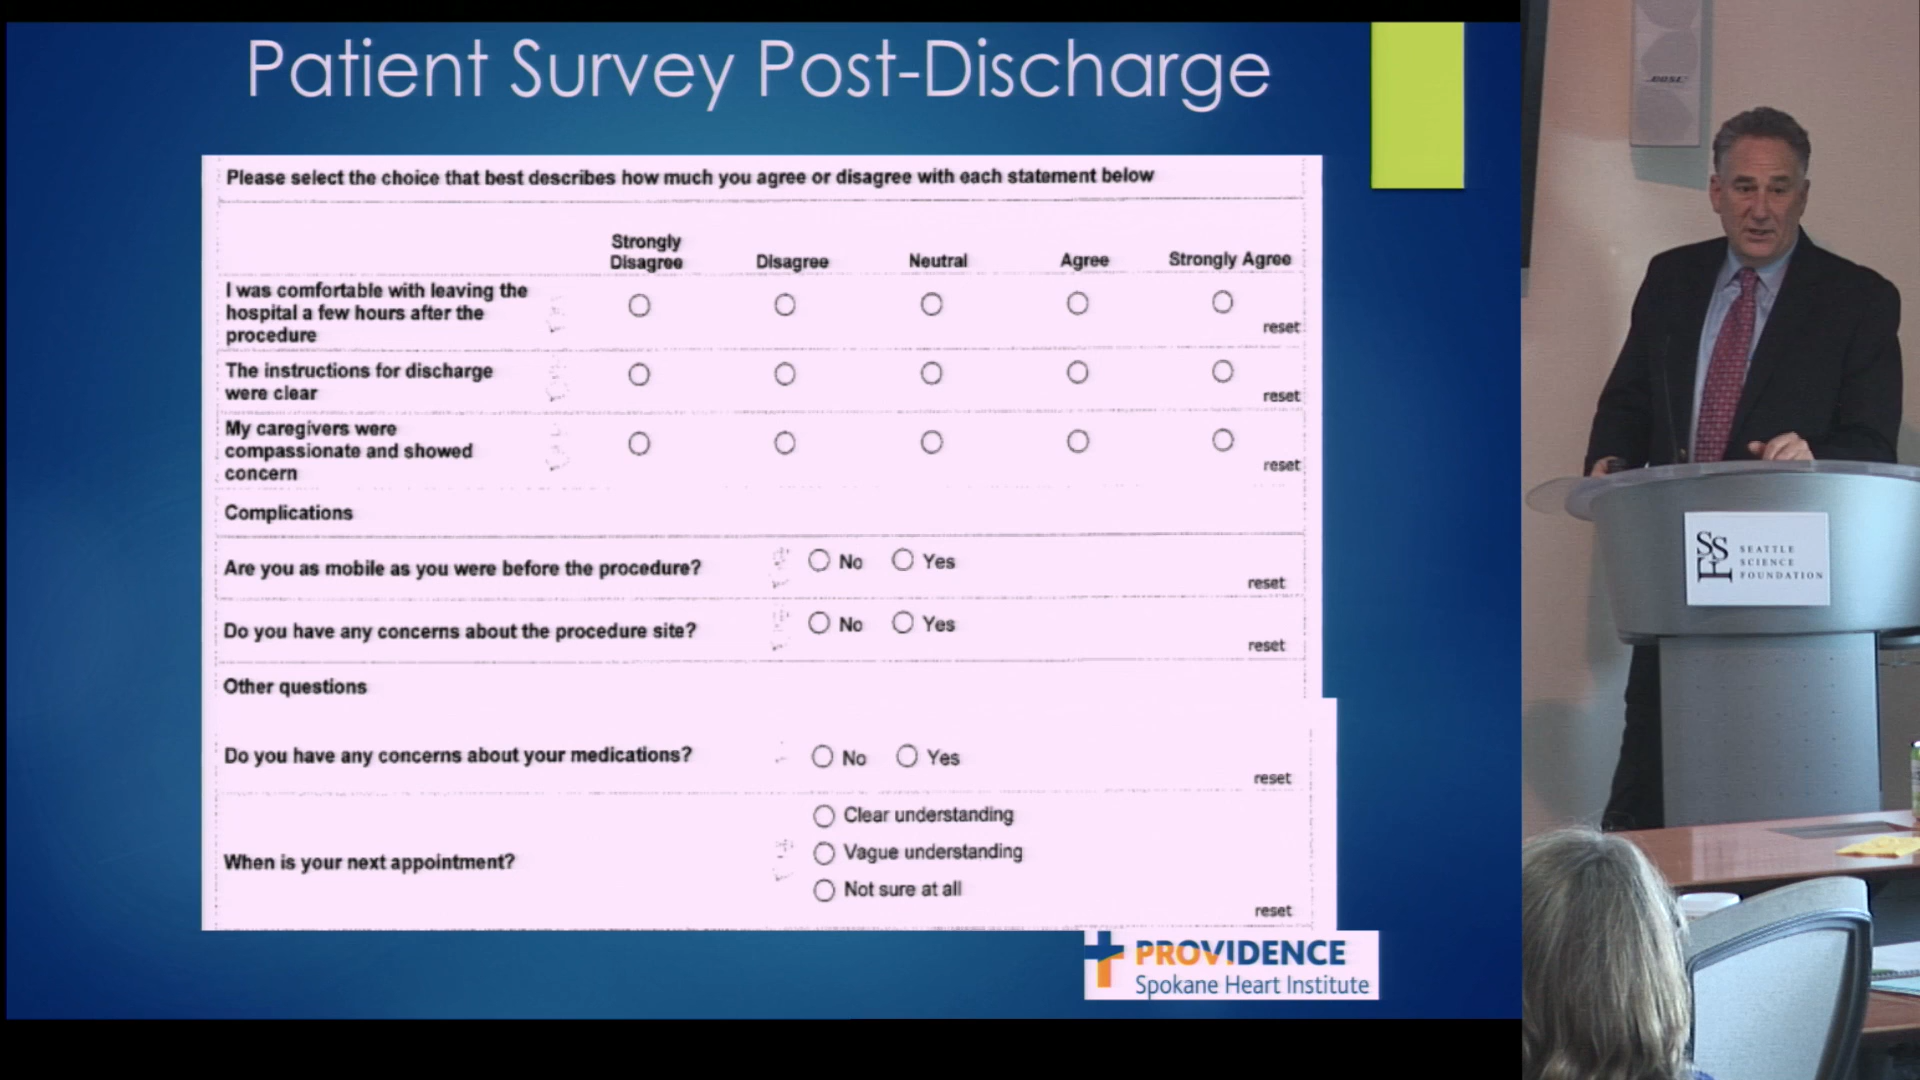 Patient Survey Post-Discharge
Please select the choice that best describes how much you agree or disagree with each statement below
Strongly Disagree
Disagree
Neutral
Agree
Strongly Agree
I was comfortable with leaving the
hospital a few hours after the
procedure
reset
The instructions for discharge
were clear
reset
My caregivers were
compassionate and showed
concern
reset
Complications
Are you as mobile as you were before the procedure?
No
Yes
reset
Do you have any concerns about the procedure site?
No
Yes
reset
Other questions
Do you have any concerns about your medications?
No
Yes
reset
When is your next appointment?
Clear understanding
Vague understanding
Not sure at all
reset
PROVIDENCE
Spokane Heart Institute
BOSE
SSF
SEATTLE
SCIENCE
FOUNDATION